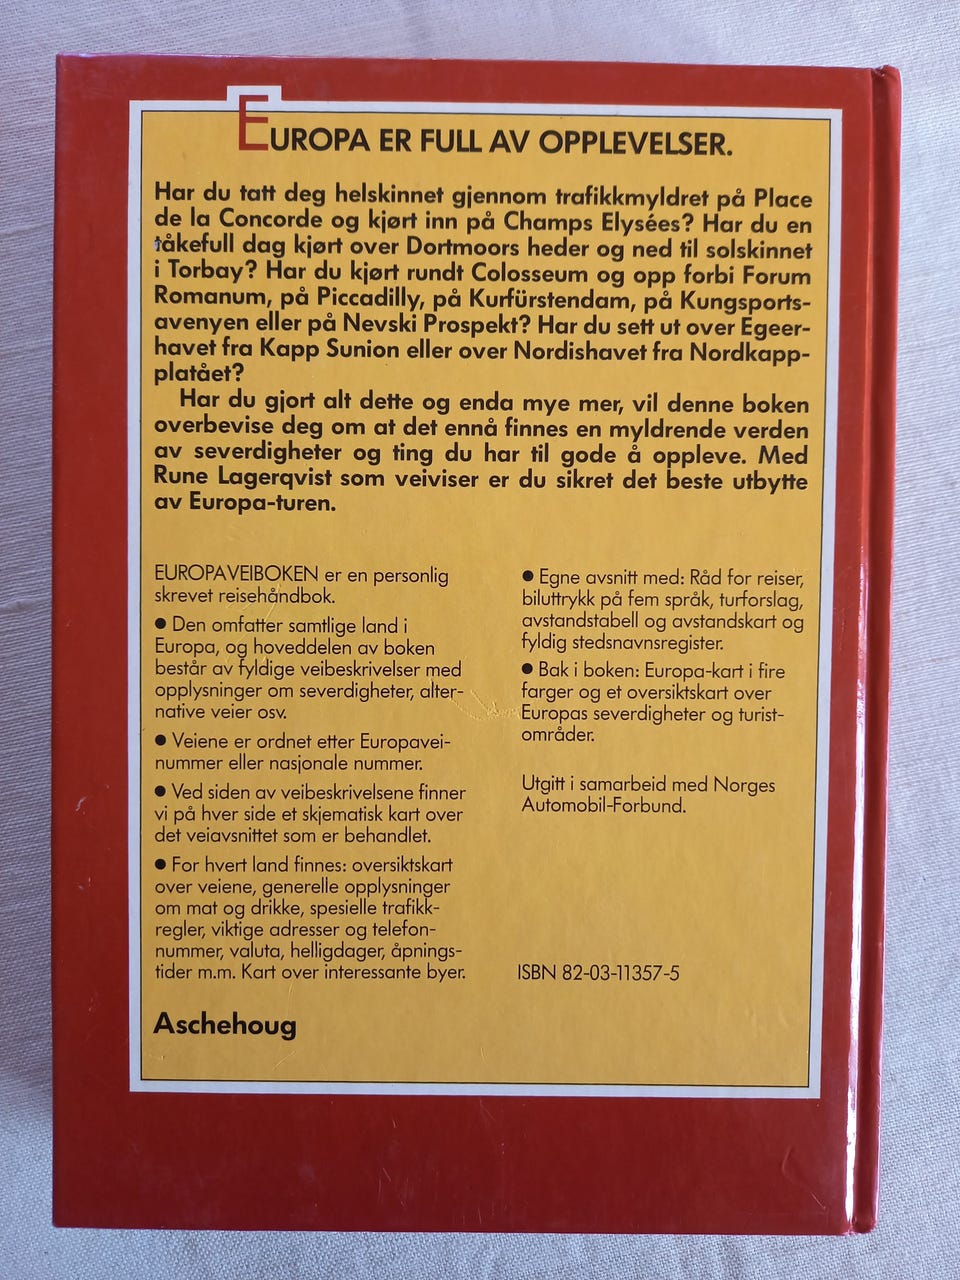 EUROPA ER FULL AV OPPLEVELSER.
Har du tatt deg helskinnet gjennom trafikkmyldret på Place
de la Concorde og kjørt inn på Champs Elysées? Har du en
tåkefull dag kjørt over Dortmoors heder og ned til solskinnet
i Torbay? Har du kjørt rundt Colosseum og opp forbi Forum
Romanum, på Piccadilly, på Kurfürstendam, på Kungsports-
avenyen eller på Nevski Prospekt? Har du sett ut over Egeer-
havet fra Kapp Sunion eller over Nordishavet fra Nordkapp-
platået?
Har du gjort alt dette og enda mye mer, vil denne boken
overbevise deg om at det ennå finnes en myldrende verden
av severdigheter og ting du har til gode å oppleve. Med
Rune Lagerqvist som veiviser er du sikret det beste utbytte
av Europa-turen.
EUROPAVEIBOKEN er en personlig
skrevet reisehåndbok.
● Den omfatter samtlige land i
Europa, og hoveddelen av boken
består av fyldige veibeskrivelser med
opplysninger om severdigheter, alter-
native veier osv.
● Veiene er ordnet etter Europavei-
nummer eller nasjonale nummer.
● Ved siden av veibeskrivelsene finner
vi på hver side et skjematisk kart over
det veiavsnittet som er behandlet.
● For hvert land finnes: oversiktskart
over veiene, generelle opplysninger
om mat og drikke, spesielle trafikk-
regler, viktige adresser og telefon-
nummer, valuta, helligdager, åpnings-
tider m.m. Kart over interessante byer.
● Egne avsnitt med: Råd for reiser,
biluttrykk på fem språk, turforslag,
avstandstabell og avstandskart og
fyldig stedsnavnsregister.
● Bak i boken: Europa-kart i fire
farger og et oversiktskart over
Europas severdigheter og turist-
områder.
Utgitt i samarbeid med Norges
Automobil-Forbund.
ISBN 82-03-11357-5
Aschehoug